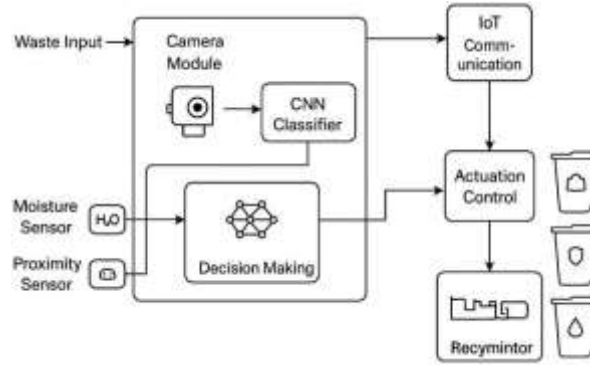 Waste Input
Camera
Module
CNN
Classifier
IoT
Comm-
unication
Moisture
Sensor
H₂O
Proximity
Sensor
Decision Making
Actuation
Control
Recymintor